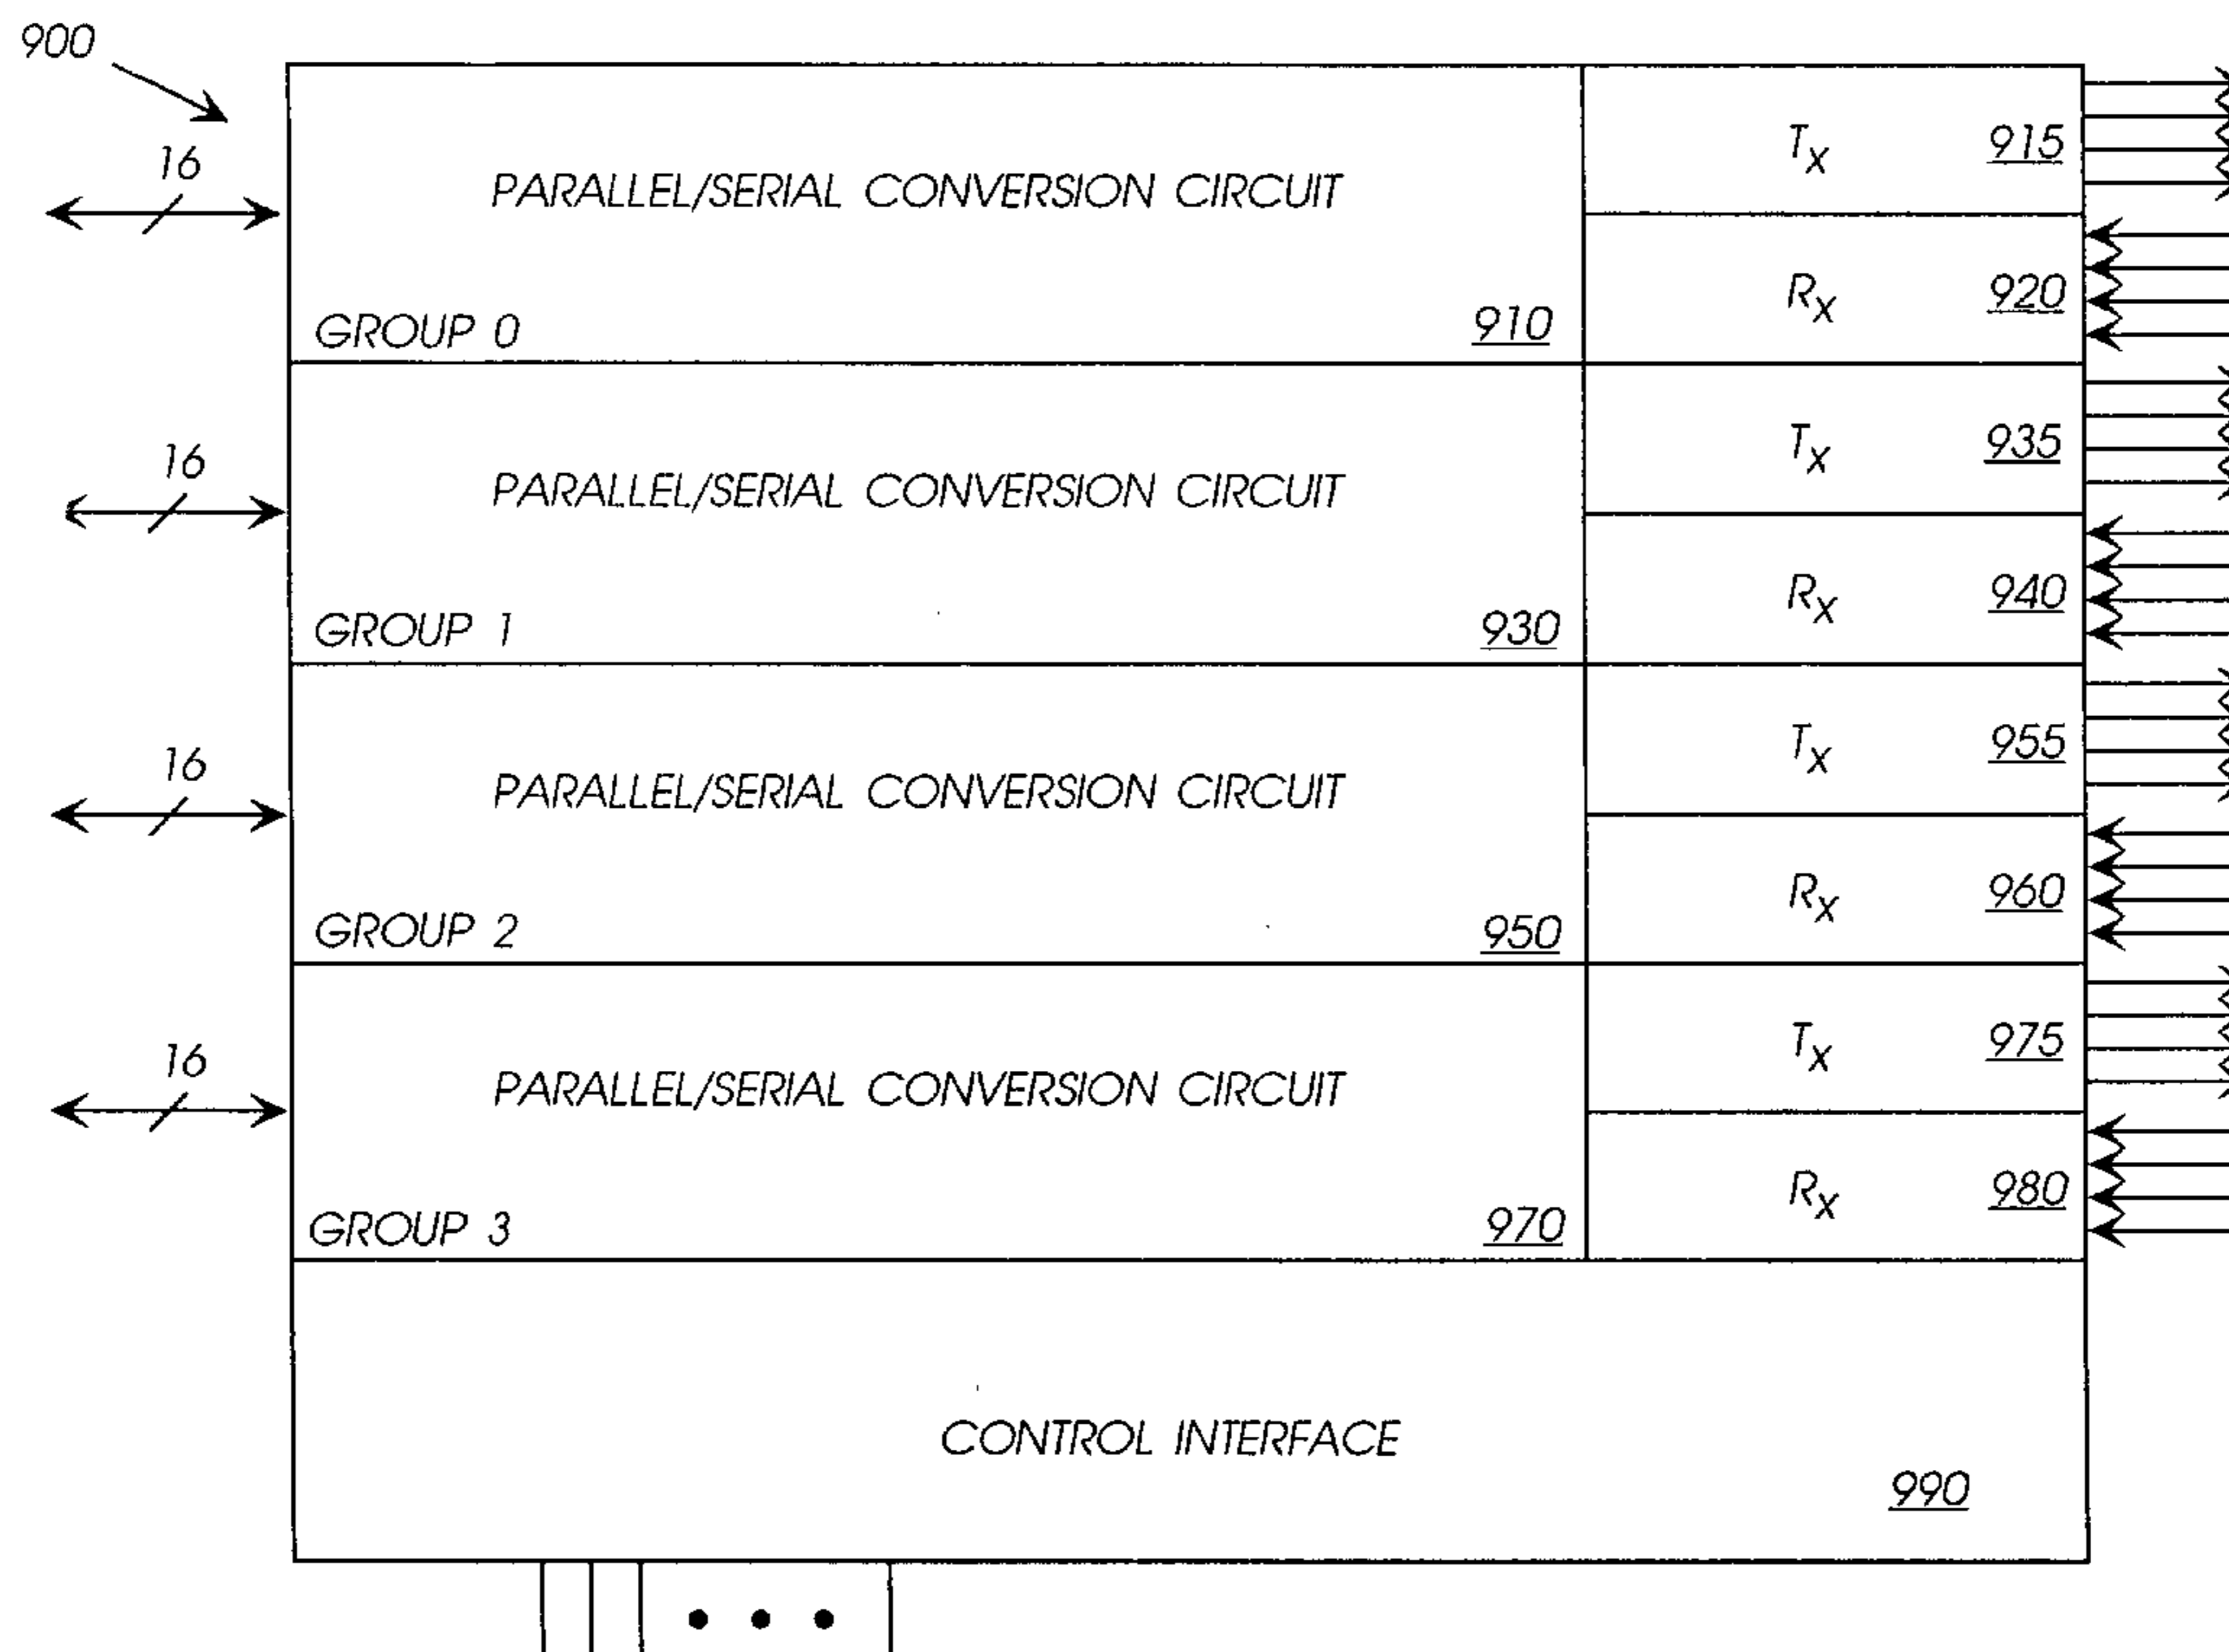 900
16
PARALLEL/SERIAL CONVERSION CIRCUIT
GROUP 0
910
TX
915
RX
920
16
PARALLEL/SERIAL CONVERSION CIRCUIT
GROUP 1
930
TX
935
RX
940
16
PARALLEL/SERIAL CONVERSION CIRCUIT
GROUP 2
950
TX
955
RX
960
16
PARALLEL/SERIAL CONVERSION CIRCUIT
GROUP 3
970
TX
975
RX
980
CONTROL INTERFACE
990